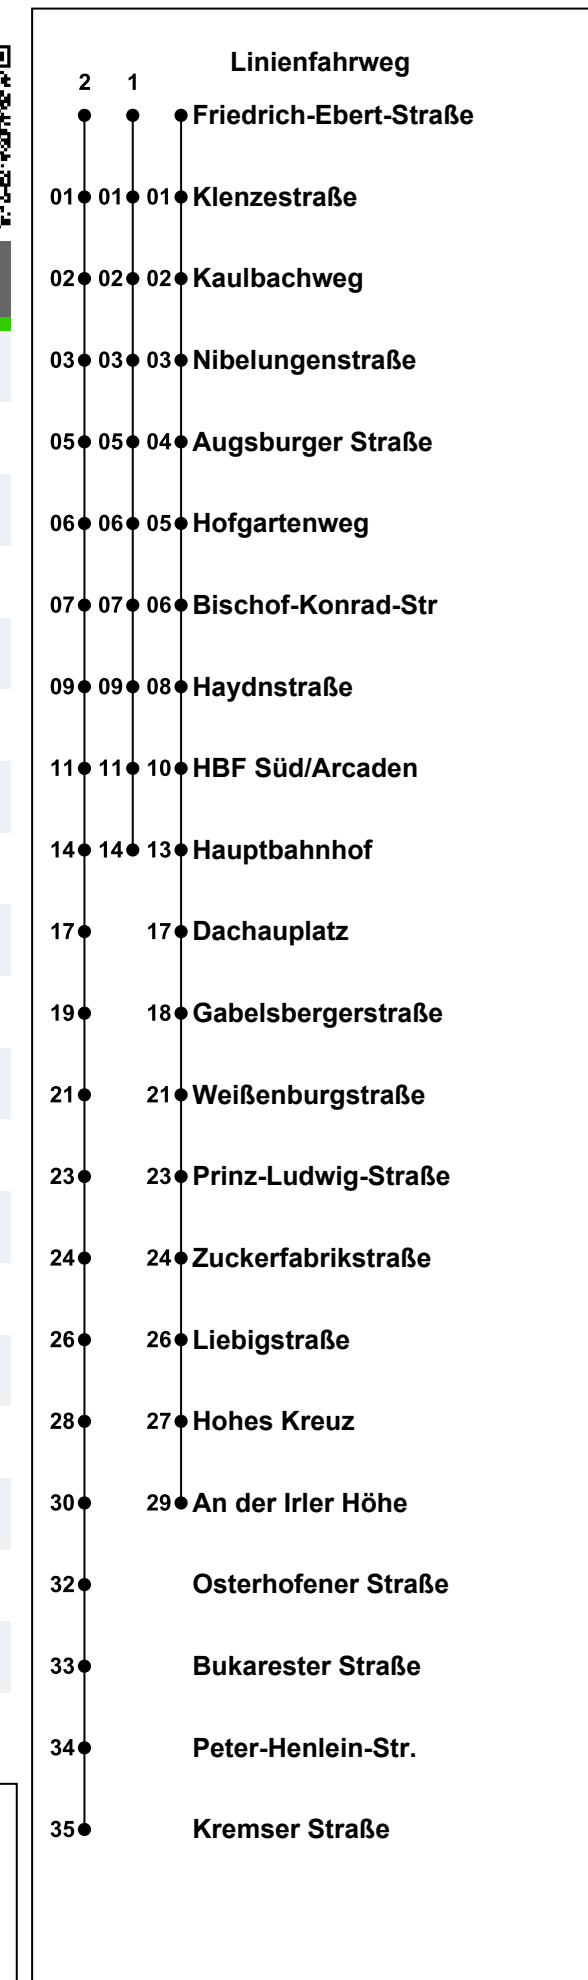 Linienfahrweg
2 1
Friedrich-Ebert-Straße
01 01 01 Klenzestraße
02 02 02 Kaulbachweg
03 03 03 Nibelungenstraße
05 05 04 Augsburger Straße
06 06 05 Hofgartenweg
07 07 06 Bischof-Konrad-Str
09 09 08 Haydnstraße
11 11 10 HBF Süd/Arcaden
14 14 13 Hauptbahnhof
17 17 Dachauplatz
19 18 Gabelsbergerstraße
21 21 Weißenburgstraße
23 23 Prinz-Ludwig-Straße
24 24 Zuckerfabrikstraße
26 26 Liebigstraße
28 27 Hohes Kreuz
30 29 An der Irler Höhe
32 Osterhofener Straße
33 Bukarester Straße
34 Peter-Henlein-Str.
35 Kremser Straße